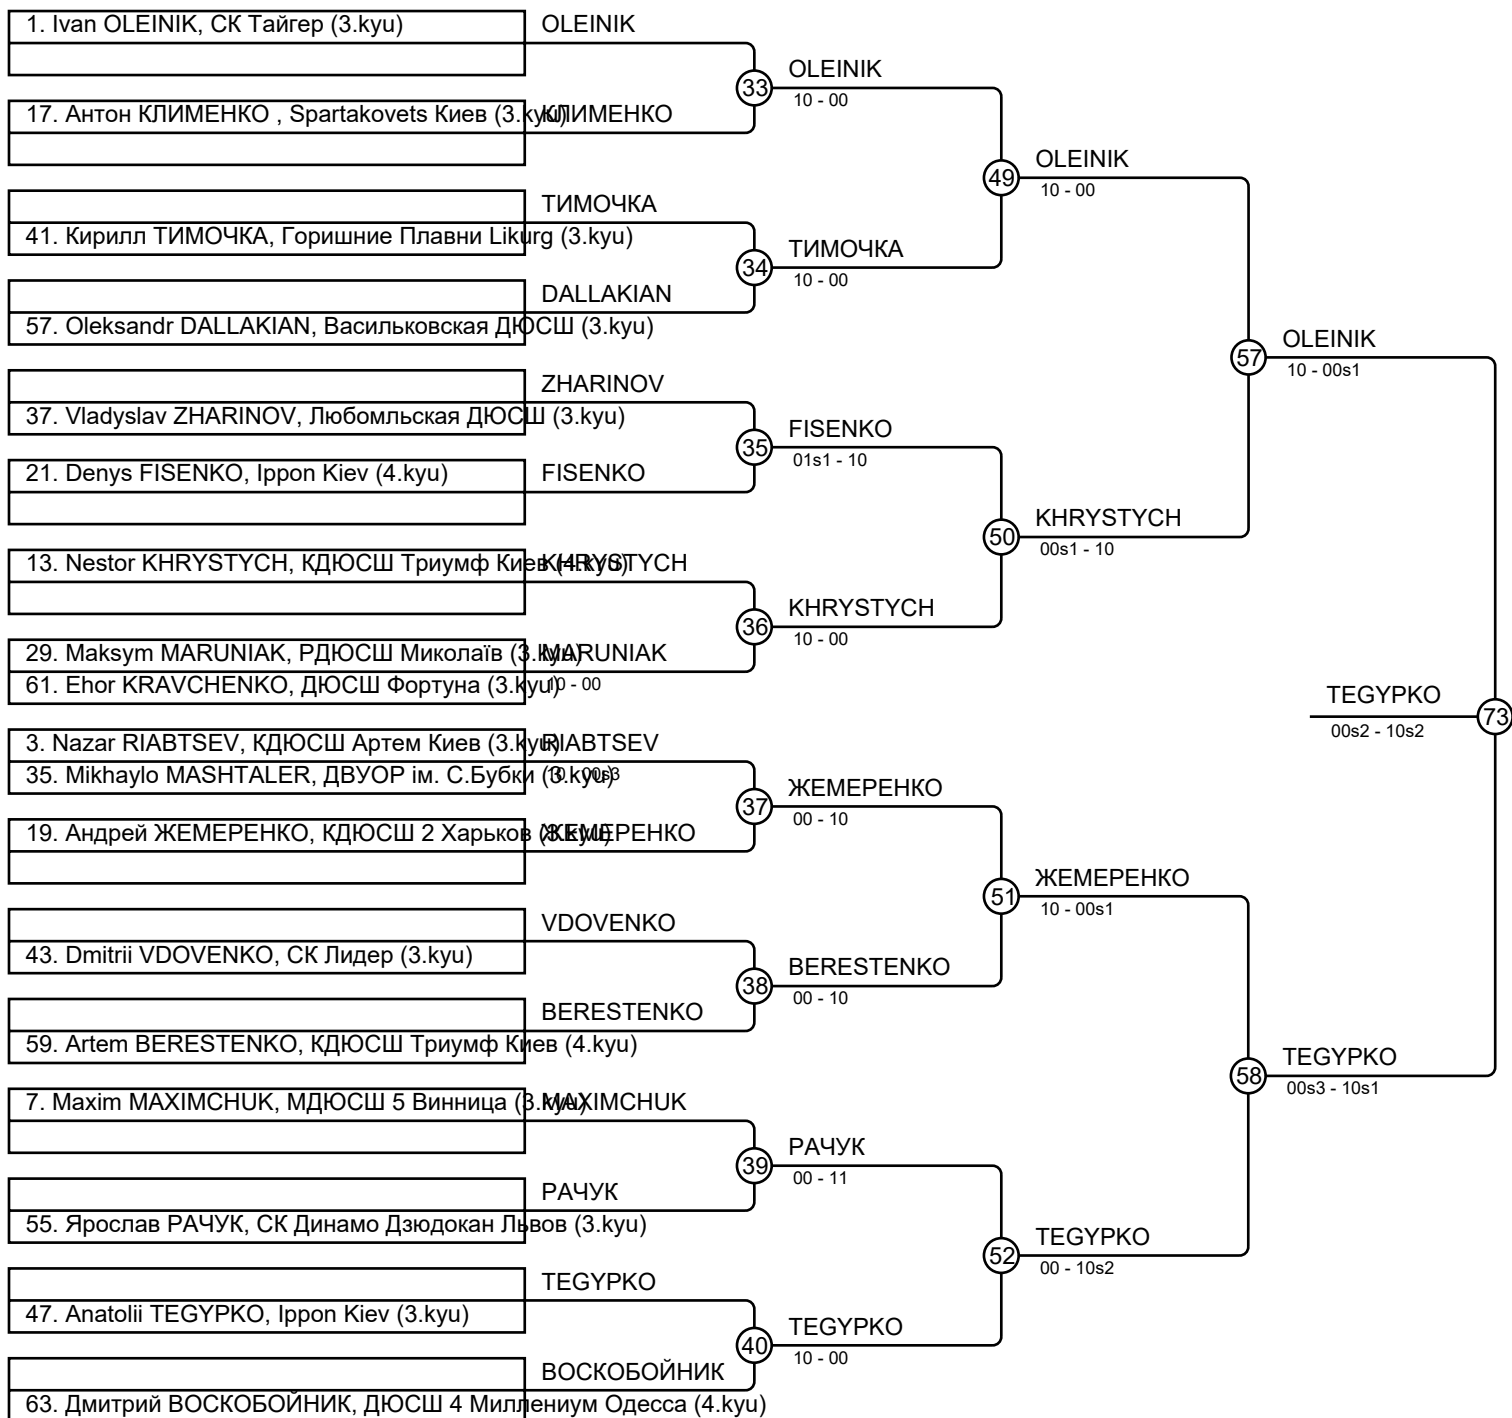 1. Ivan OLEINIK, СК Тайгер (3.kyu)
OLEINIK
17. Антон КЛИМЕНКО , Spartakovets Киев (3.kyu)
КЛИМЕНКО
33
OLEINIK
10 - 00
ТИМОЧКА
41. Кирилл ТИМОЧКА, Горишние Плавни Likurg (3.kyu)
DALLAKIAN
57. Oleksandr DALLAKIAN, Васильковская ДЮСШ (3.kyu)
34
ТИМОЧКА
10 - 00
49
OLEINIK
10 - 00
ZHARINOV
37. Vladyslav ZHARINOV, Любомльская ДЮСШ (3.kyu)
21. Denys FISENKO, Ippon Kiev (4.kyu)
FISENKO
35
FISENKO
01s1 - 10
13. Nestor KHRYSTYCH, КДЮСШ Триумф Киев (4.kyu)
KHRYSTYCH
29. Maksym MARUNIAK, РДЮСШ Миколаїв (3.kyu)
MARUNIAK
61. Ehor KRAVCHENKO, ДЮСШ Фортуна (3.kyu)
10 - 00
36
KHRYSTYCH
10 - 00
50
KHRYSTYCH
00s1 - 10
57
OLEINIK
10 - 00s1
3. Nazar RIABTSEV, КДЮСШ Артем Киев (3.kyu)
RIABTSEV
35. Mikhaylo MASHTALER, ДВУОР ім. С.Бубки (3.kyu)
10 - 00s3
19. Андрей ЖЕМЕРЕНКО, КДЮСШ 2 Харьков (3.kyu)
ЖЕМЕРЕНКО
37
ЖЕМЕРЕНКО
00 - 10
VDOVENKO
43. Dmitrii VDOVENKO, СК Лидер (3.kyu)
BERESTENKO
59. Artem BERESTENKO, КДЮСШ Триумф Киев (4.kyu)
38
BERESTENKO
00 - 10
51
ЖЕМЕРЕНКО
10 - 00s1
7. Maxim MAXIMCHUK, МДЮСШ 5 Винница (3.kyu)
MAXIMCHUK
РАЧУК
55. Ярослав РАЧУК, СК Динамо Дзюдокан Львов (3.kyu)
39
РАЧУК
00 - 11
TEGYPKO
47. Anatolii TEGYPKO, Ippon Kiev (3.kyu)
ВОСКОБОЙНИК
63. Дмитрий ВОСКОБОЙНИК, ДЮСШ 4 Миллениум Одесса (4.kyu)
40
TEGYPKO
10 - 00
52
TEGYPKO
00 - 10s2
58
TEGYPKO
00s3 - 10s1
TEGYPKO
73
00s2 - 10s2